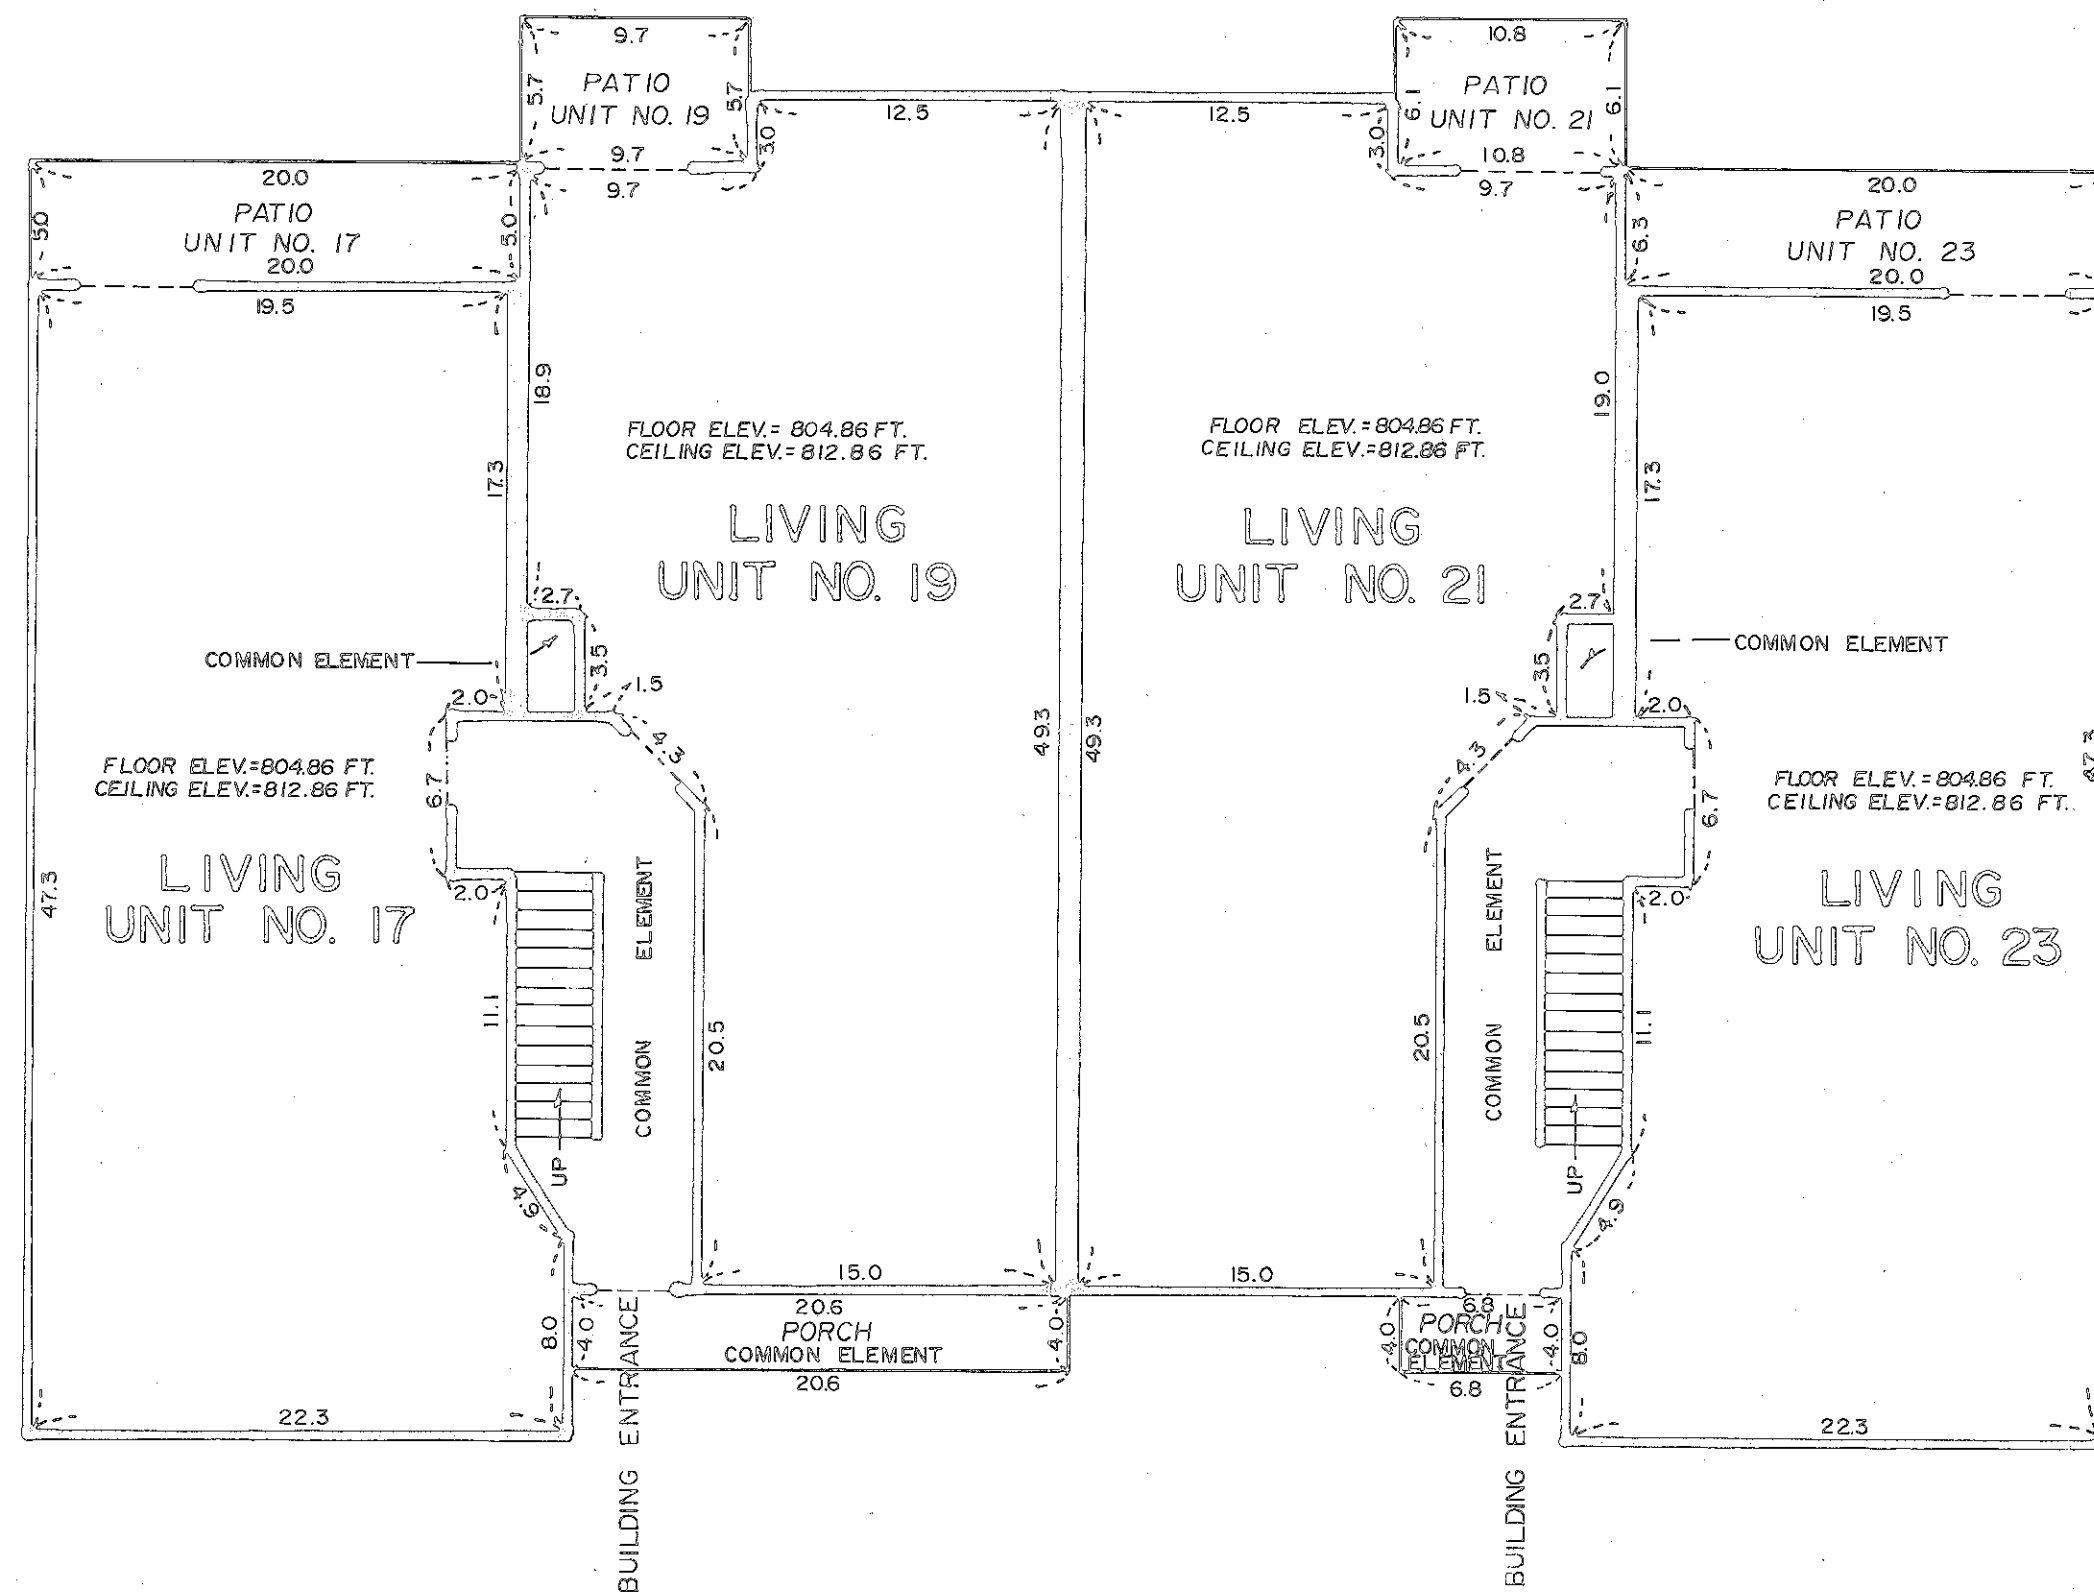 9.7
10.8
5.7
PATIO
UNIT NO. 19
5.7
6.1
PATIO
UNIT NO. 21
6.1
12.5
12.5
3.0
3.0
9.7
9.7
10.8
9.7
20.0
PATIO
UNIT NO. 17
20.0
5.0
5.0
19.5
20.0
PATIO
UNIT NO. 23
20.0
6.3
19.5
18.9
17.3
19.0
17.3
FLOOR ELEV.= 804.86 FT.
CEILING ELEV.=812.86 FT.
LIVING
UNIT NO. 19
FLOOR ELEV.=804.86 FT.
CEILING ELEV.=812.86 FT.
LIVING
UNIT NO. 21
2.7
2.7
COMMON ELEMENT
COMMON ELEMENT
3.5
1.5
3.5
1.5
2.0
2.0
4.3
4.3
49.3
49.3
6.7
6.7
FLOOR ELEV.=804.86 FT.
CEILING ELEV.=812.86 FT.
LIVING
UNIT NO. 17
47.3
FLOOR ELEV.=804.86 FT.
CEILING ELEV.=812.86 FT.
LIVING
UNIT NO. 23
47.3
2.0
2.0
COMMON ELEMENT
COMMON ELEMENT
11.1
11.1
20.5
20.5
UP
UP
4.9
4.9
15.0
15.0
20.6
PORCH
COMMON ELEMENT
20.6
4.0
4.0
8.0
6.8
PORCH
COMMON
ELEMENT
6.8
4.0
4.0
8.0
22.3
22.3
BUILDING ENTRANCE
BUILDING ENTRANCE